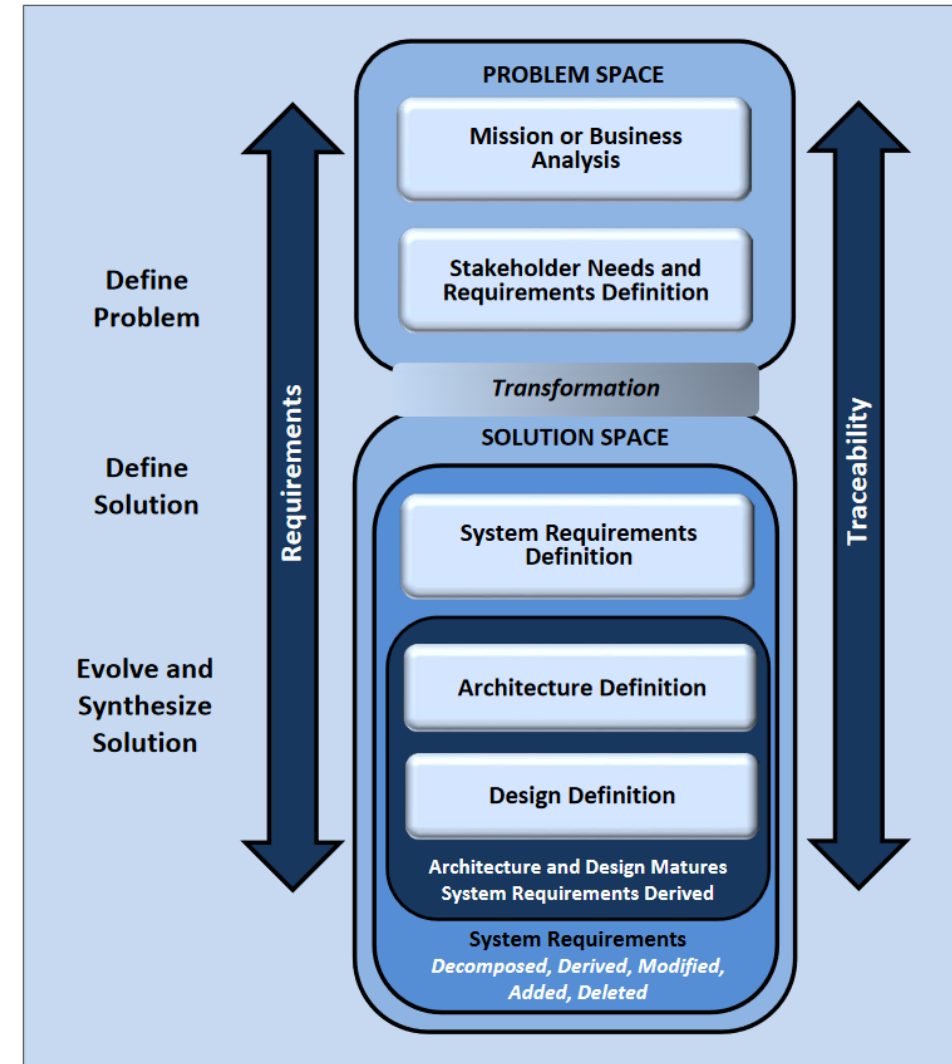 PROBLEM SPACE
Mission or Business
Analysis
Stakeholder Needs and
Requirements Definition
Define
Problem
Transformation
SOLUTION SPACE
Define
Solution
Requirements
Traceability
System Requirements
Definition
Evolve and
Synthesize
Solution
Architecture Definition
Design Definition
Architecture and Design Matures
System Requirements Derived
System Requirements
Decomposed, Derived, Modified,
Added, Deleted